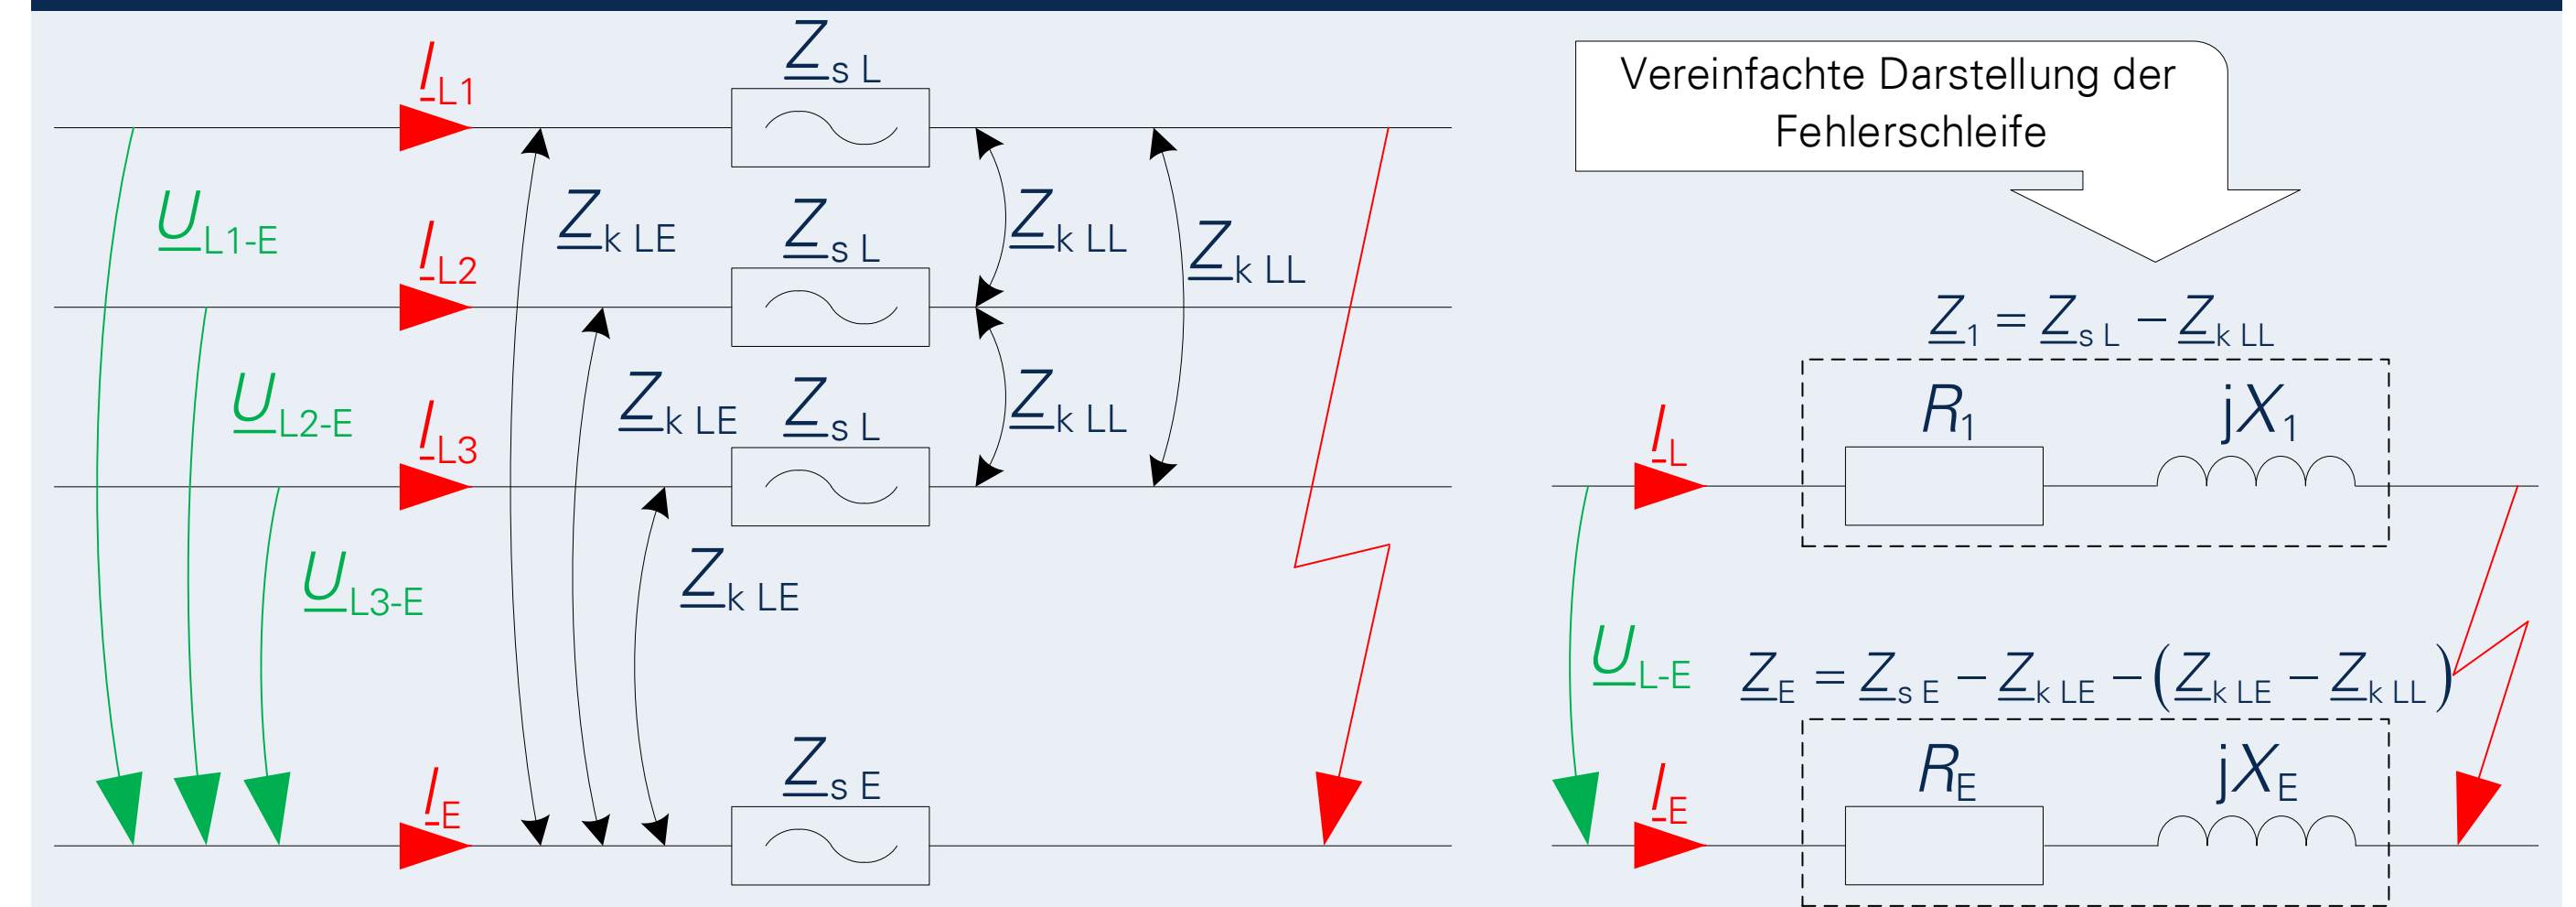 I_L1
Z_s L
U_L1-E
Z_k LE
Z_k LL
Z_k LL
I_L2
Z_s L
U_L2-E
Z_k LE
Z_k LL
I_L3
Z_s L
U_L3-E
Z_k LE
I_E
Z_s E
Vereinfachte Darstellung der
Fehlerschleife
Z_1 = Z_s L − Z_k LL
R_1
jX_1
I_L
U_L-E
Z_E = Z_s E − Z_k LE − (Z_k LE − Z_k LL)
R_E
jX_E
I_E